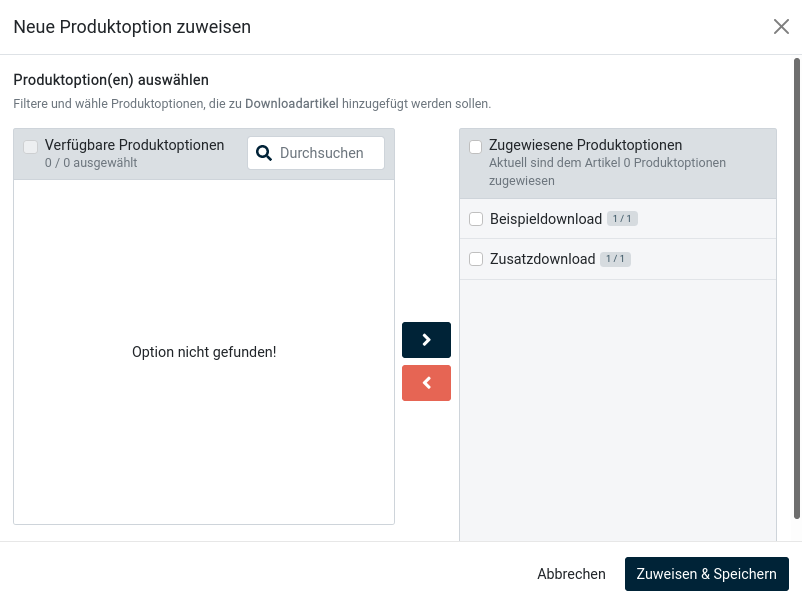 Neue Produktoption zuweisen
Produktoption(en) auswählen
Filtere und wähle Produktoptionen, die zu Downloadartikel hinzugefügt werden sollen.
Verfügbare Produktoptionen
0 / 0 ausgewählt
Durchsuchen
Option nicht gefunden!
Zugewiesene Produktoptionen
Aktuell sind dem Artikel 0 Produktoptionen
zugewiesen
Beispieldownload 1 / 1
Zusatzdownload 1 / 1
Abbrechen
Zuweisen & Speichern